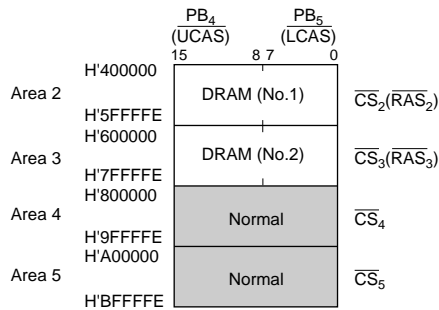 PB4 PB5
(UCAS) (LCAS)
15 8 7 0
H'400000
Area 2 DRAM (No.1) CS2(RAS2)
H'5FFFFE
H'600000
Area 3 DRAM (No.2) CS3(RAS3)
H'7FFFFE
H'800000
Area 4 Normal CS4
H'9FFFFE
H'A00000
Area 5 Normal CS5
H'BFFFFE